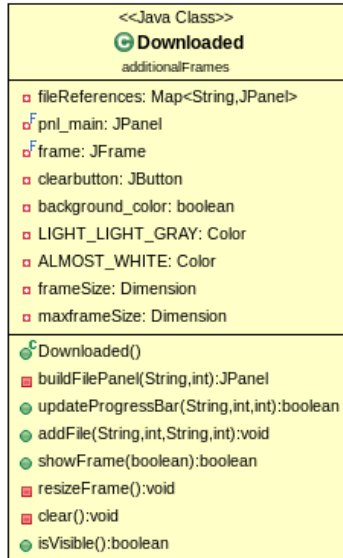 <<Java Class>>
C Downloaded
additionalFrames
fileReferences: Map<String,JPanel>
F pnl_main: JPanel
F frame: JFrame
clearbutton: JButton
background_color: boolean
LIGHT_LIGHT_GRAY: Color
ALMOST_WHITE: Color
frameSize: Dimension
maxframeSize: Dimension
C Downloaded()
buildFilePanel(String,int):JPanel
updateProgressBar(String,int,int):boolean
addFile(String,int,String,int):void
showFrame(boolean):boolean
resizeFrame():void
clear():void
isVisible():boolean